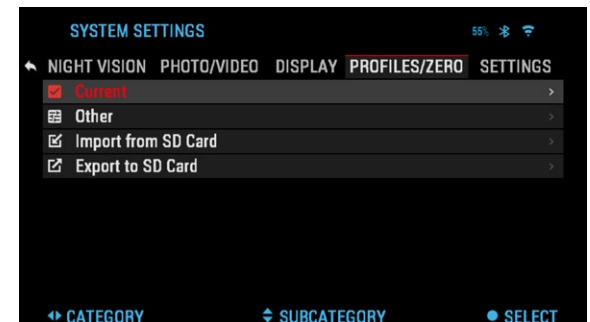 SYSTEM SETTINGS 55%
NIGHT VISION PHOTO/VIDEO DISPLAY PROFILES/ZERO SETTINGS
Current
Other
Import from SD Card
Export to SD Card
CATEGORY SUBCATEGORY SELECT